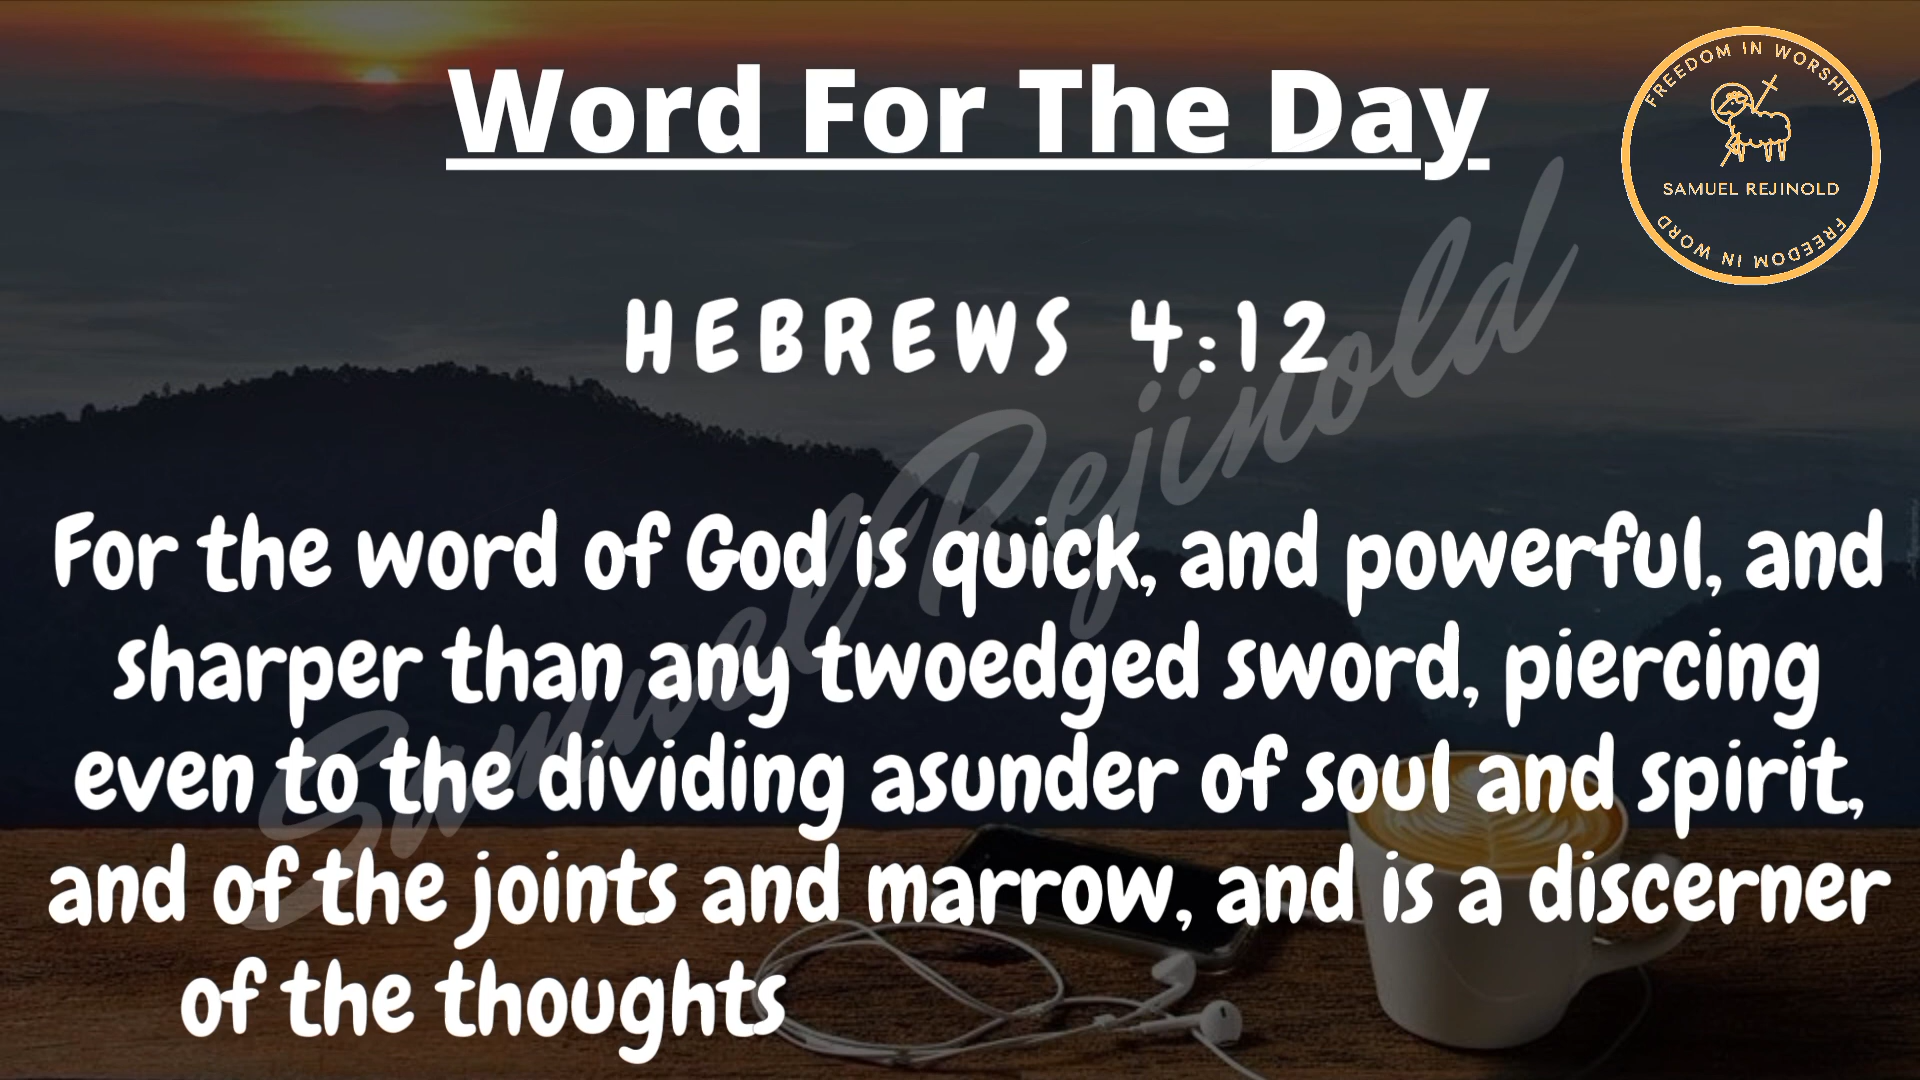 Word For The Day
FREEDOM IN WORSHIP
SAMUEL REJINOLD
FREEDOM IN WORD
HEBREWS 4:12
Samuel Rejinold
For the word of God is quick, and powerful, and
sharper than any twoedged sword, piercing
even to the dividing asunder of soul and spirit,
and of the joints and marrow, and is a discerner
of the thoughts